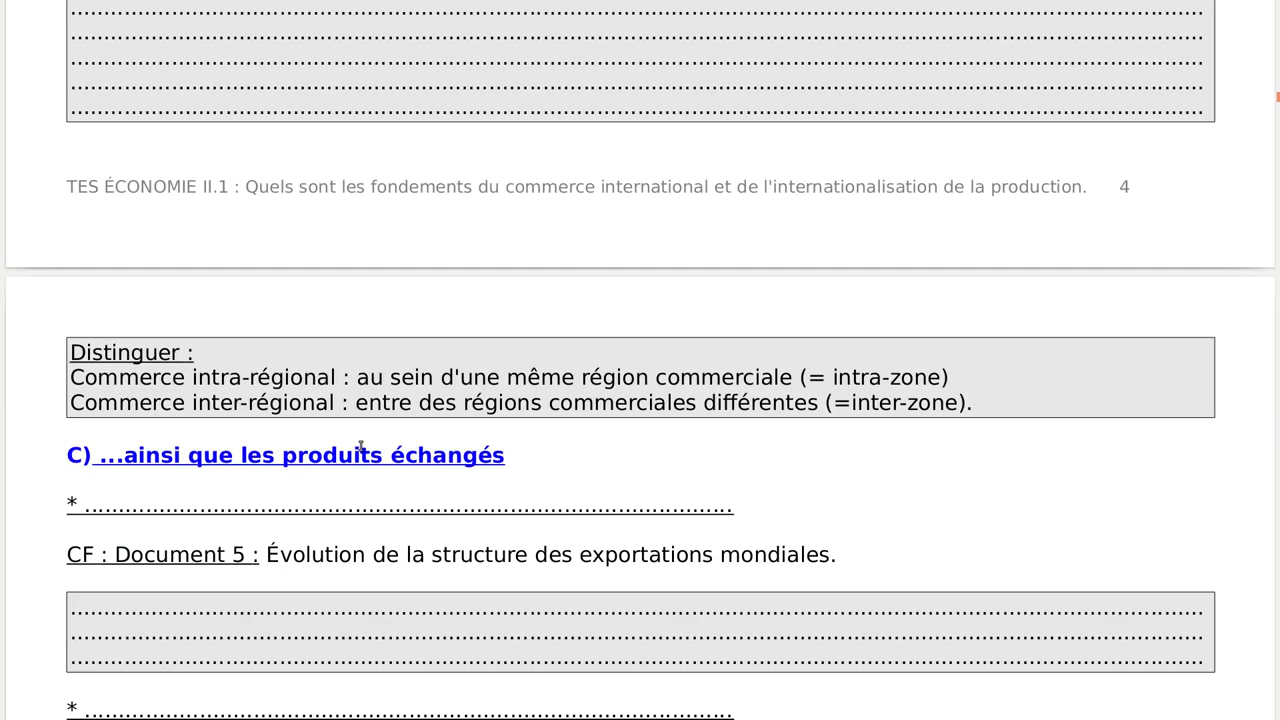 ................................................................................................................................................
................................................................................................................................................
................................................................................................................................................
................................................................................................................................................
................................................................................................................................................
TES ÉCONOMIE II.1 : Quels sont les fondements du commerce international et de l'internationalisation de la production. 4
Distinguer :
Commerce intra-régional : au sein d'une même région commerciale (= intra-zone)
Commerce inter-régional : entre des régions commerciales différentes (=inter-zone).
C) ...ainsi que les produits échangés
* ...................................................................................
CF : Document 5 : Évolution de la structure des exportations mondiales.
................................................................................................................................................
................................................................................................................................................
................................................................................................................................................
* ...................................................................................